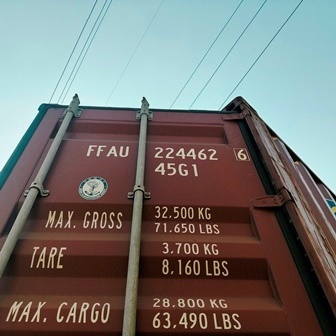 FFAU 224462 6
45G1
MAX. GROSS 32.500 KG
71.650 LBS
TARE 3.700 KG
8,160 LBS
MAX. CARGO 28.800 KG
63.490 LBS